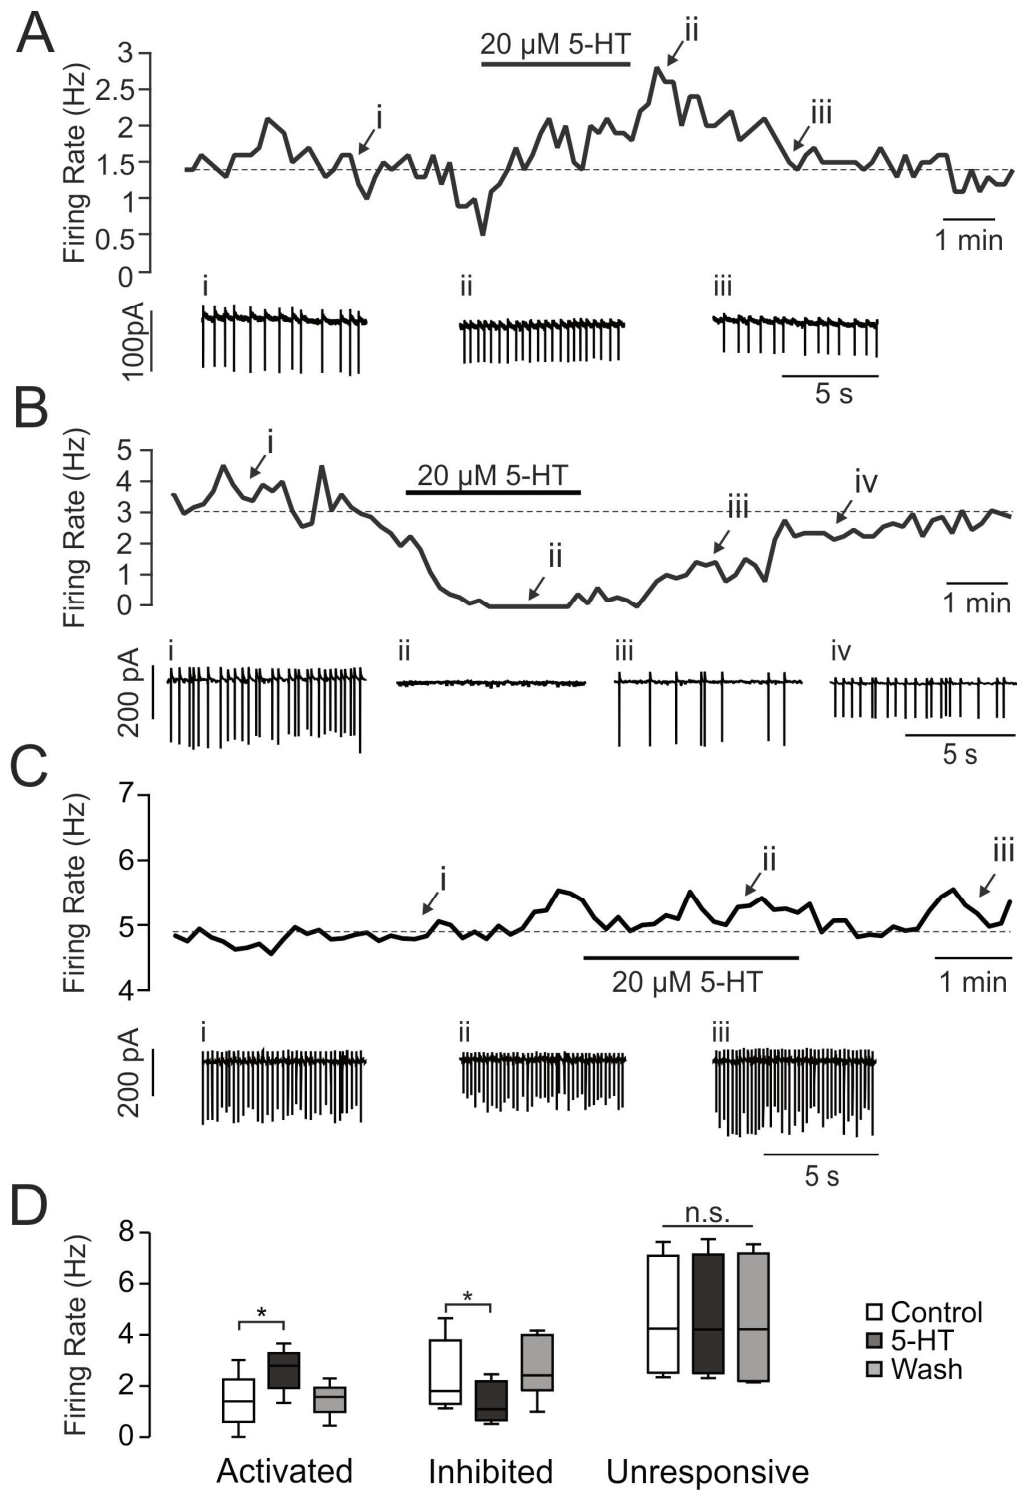 A
Firing Rate (Hz)
3
2.5
2
1.5
1
0.5
0
20 µM 5-HT
i
ii
iii
1 min
i
ii
iii
100pA
5 s
B
Firing Rate (Hz)
5
4
3
2
1
0
i
20 µM 5-HT
ii
iii
iv
1 min
i
ii
iii
iv
200 pA
5 s
C
Firing Rate (Hz)
7
6
5
4
i
ii
iii
20 µM 5-HT
1 min
i
ii
iii
200 pA
5 s
D
Firing Rate (Hz)
8
6
4
2
0
*
*
n.s.
Control
5-HT
Wash
Activated
Inhibited
Unresponsive